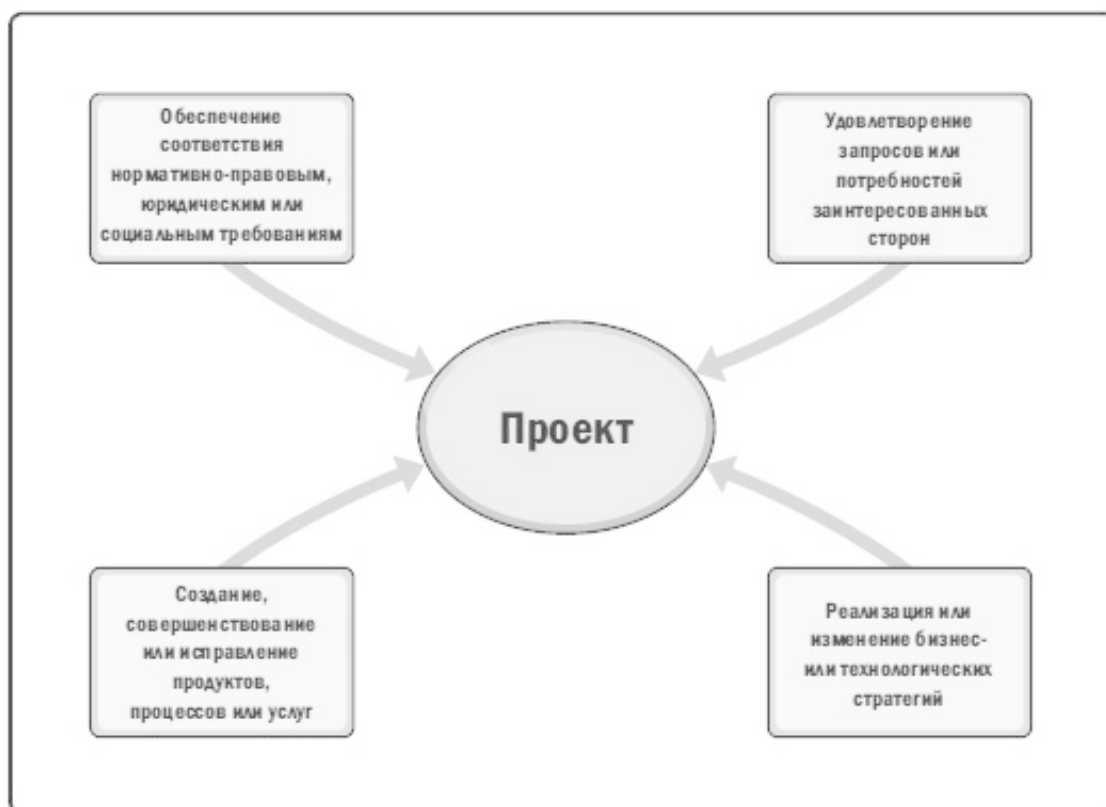 Обеспечение
соответствия
нормативно-правовым,
юридическим или
социальным требованиям
Удовлетворение
запросов или
потребностей
заинтересованных
сторон
Проект
Создание,
совершенствование
или исправление
продуктов,
процессов или услуг
Реализация или
изменение бизнес-
или технологических
стратегий